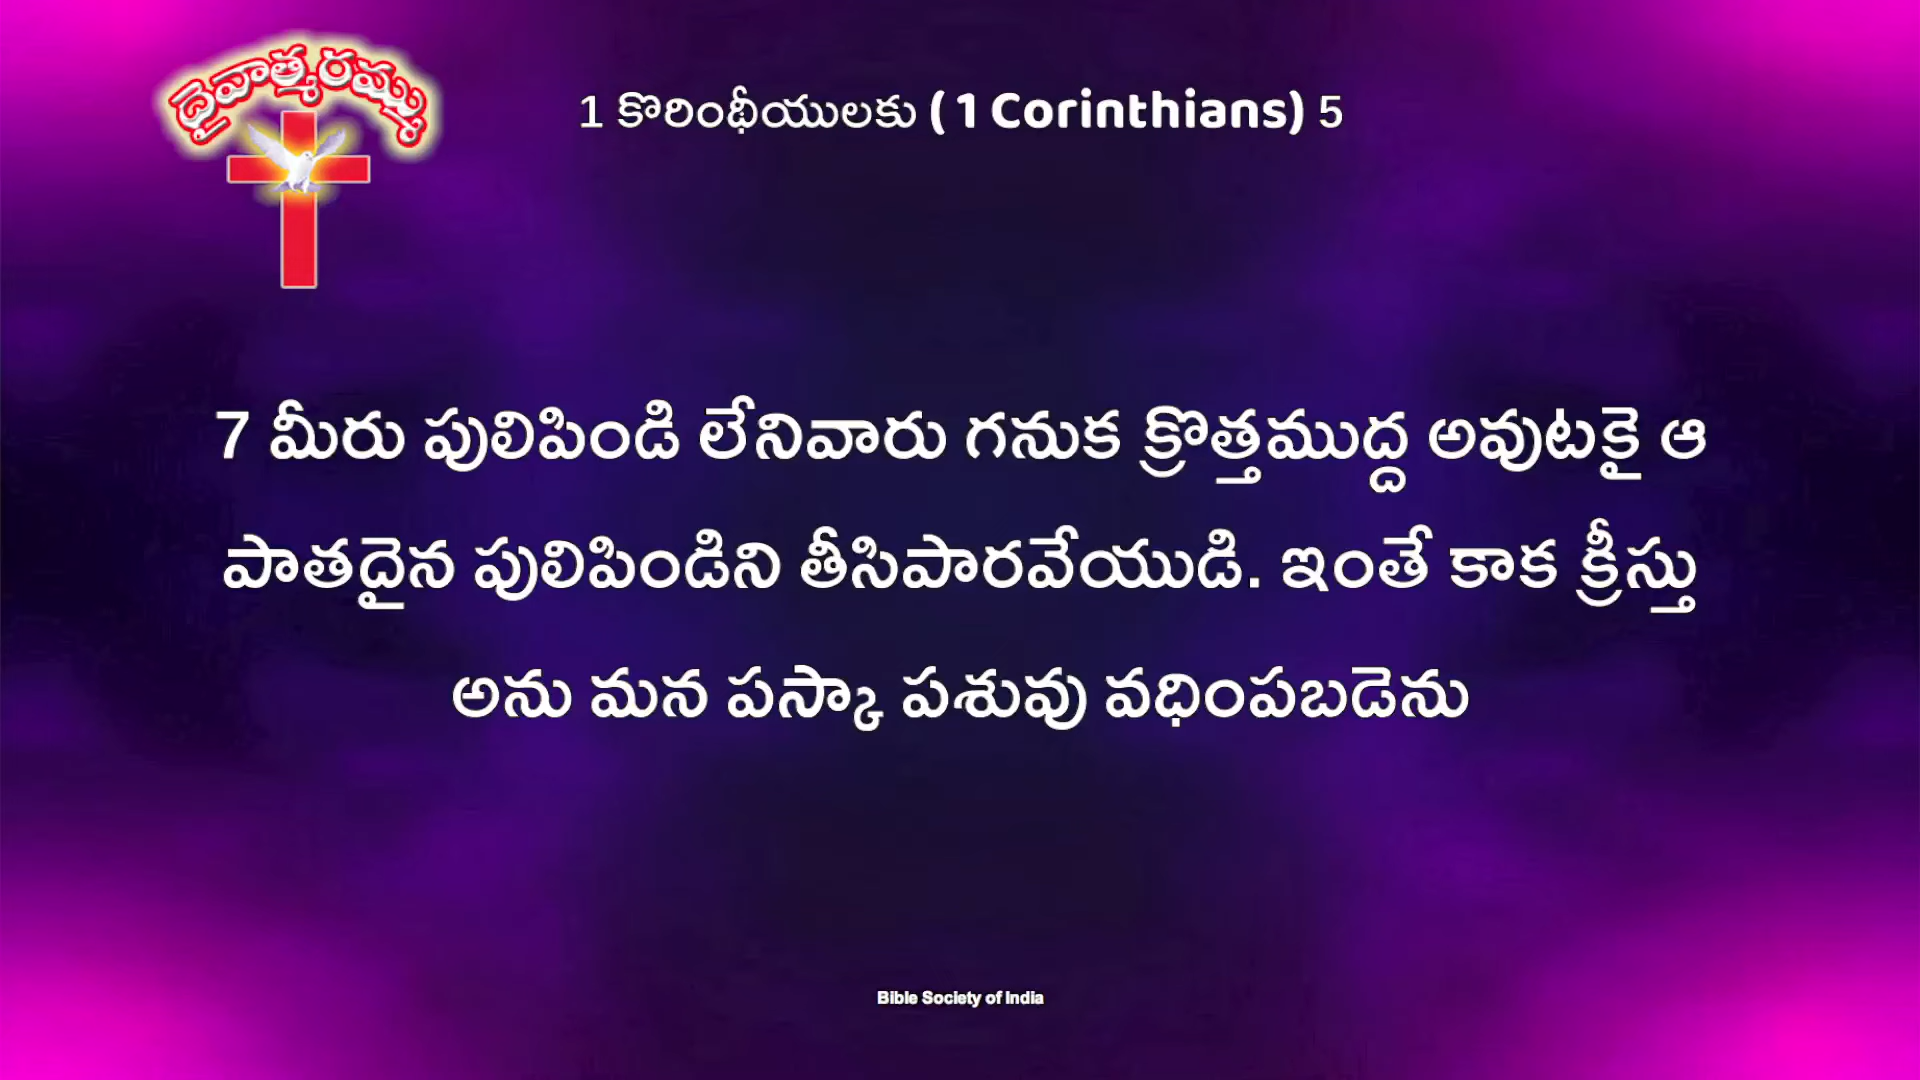 దైవాత్మరమ్ము
1 కొరింథీయులకు ( 1 Corinthians) 5
7 మీరు పులిపిండి లేనివారు గనుక క్రొత్తముద్ద అవుటకై ఆ
పాతదైన పులిపిండిని తీసిపారవేయుడి. ఇంతే కాక క్రీస్తు
అను మన పస్కా పశువు వధింపబడెను
Bible Society of India